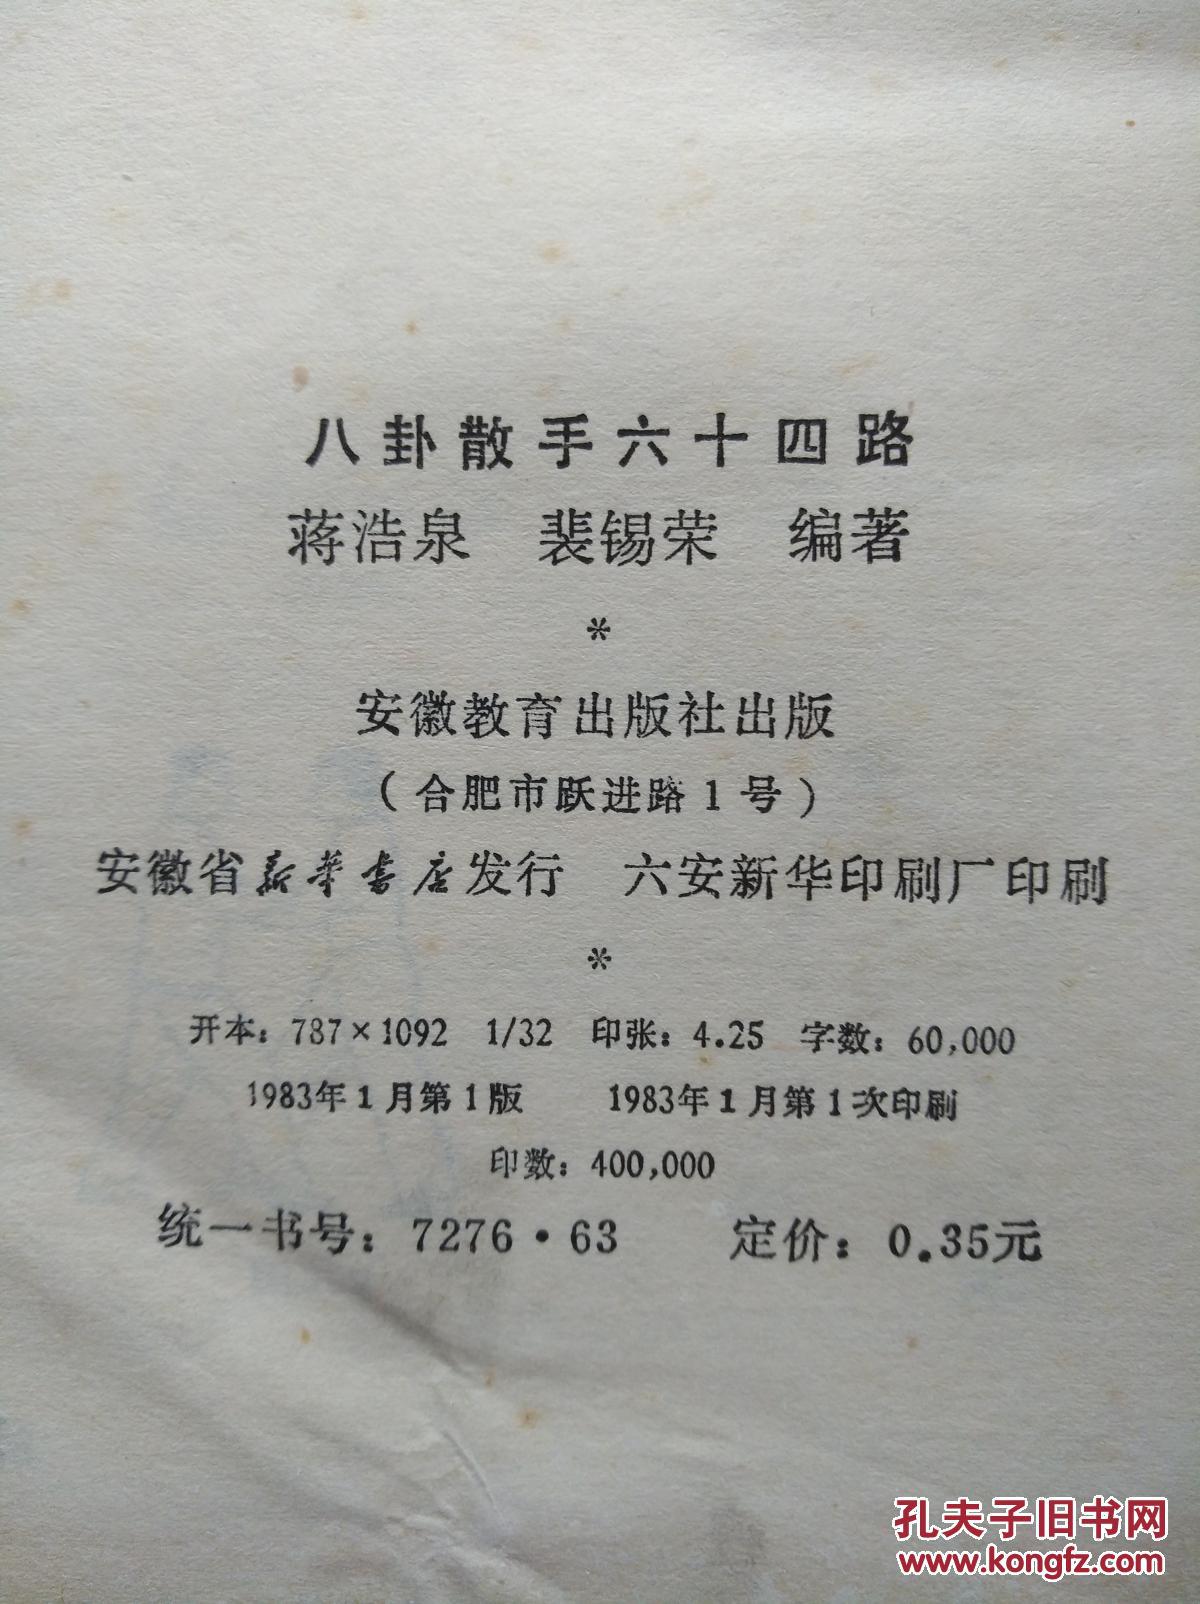 八卦散手六十四路
蒋浩泉 裴锡荣 编著
*
安徽教育出版社出版
(合肥市跃进路1号)
安徽省新华书店发行 六安新华印刷厂印刷
*
开本: 787×1092 1/32 印张: 4.25 字数: 60,000
1983年1月第1版 1983年1月第1次印刷
印数: 400,000
统一书号: 7276·63 定价: 0.35元
孔夫子旧书网
www.kongfz.com